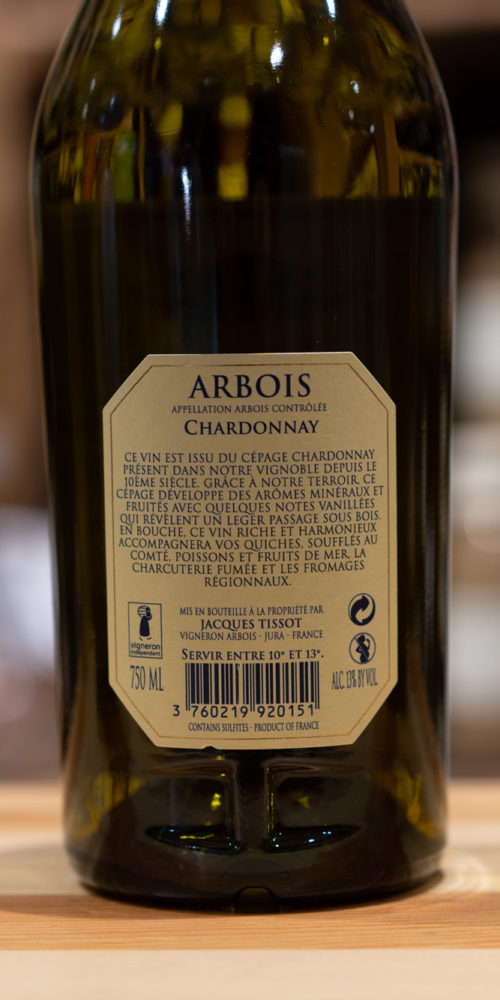 ARBOIS
APPELLATION ARBOIS CONTRÔLÉE
CHARDONNAY
CE VIN EST ISSU DU CÉPAGE CHARDONNAY
PRÉSENT DANS NOTRE VIGNOBLE DEPUIS LE
10ÈME SIÈCLE. GRÂCE À NOTRE TERROIR, CE
CÉPAGE DÉVELOPPE DES ARÔMES MINÉRAUX ET
FRUITÉS AVEC QUELQUES NOTES VANILLÉES
QUI RÉVÈLENT UN LEGER PASSAGE SOUS BOIS.
EN BOUCHE, CE VIN RICHE ET HARMONIEUX
ACCOMPAGNERA VOS QUICHES, SOUFFLÉS AU
COMTÉ, POISSONS ET FRUITS DE MER, LA
CHARCUTERIE FUMÉE ET LES FROMAGES
RÉGIONNAUX.
MIS EN BOUTEILLE À LA PROPRIÉTÉ PAR
JACQUES TISSOT
VIGNERON ARBOIS - JURA - FRANCE
vigneron
indépendant
SERVIR ENTRE 10° ET 13°.
750 ML
ALC. 13% BY VOL.
3 760219 920151
CONTAINS SULFITES - PRODUCT OF FRANCE